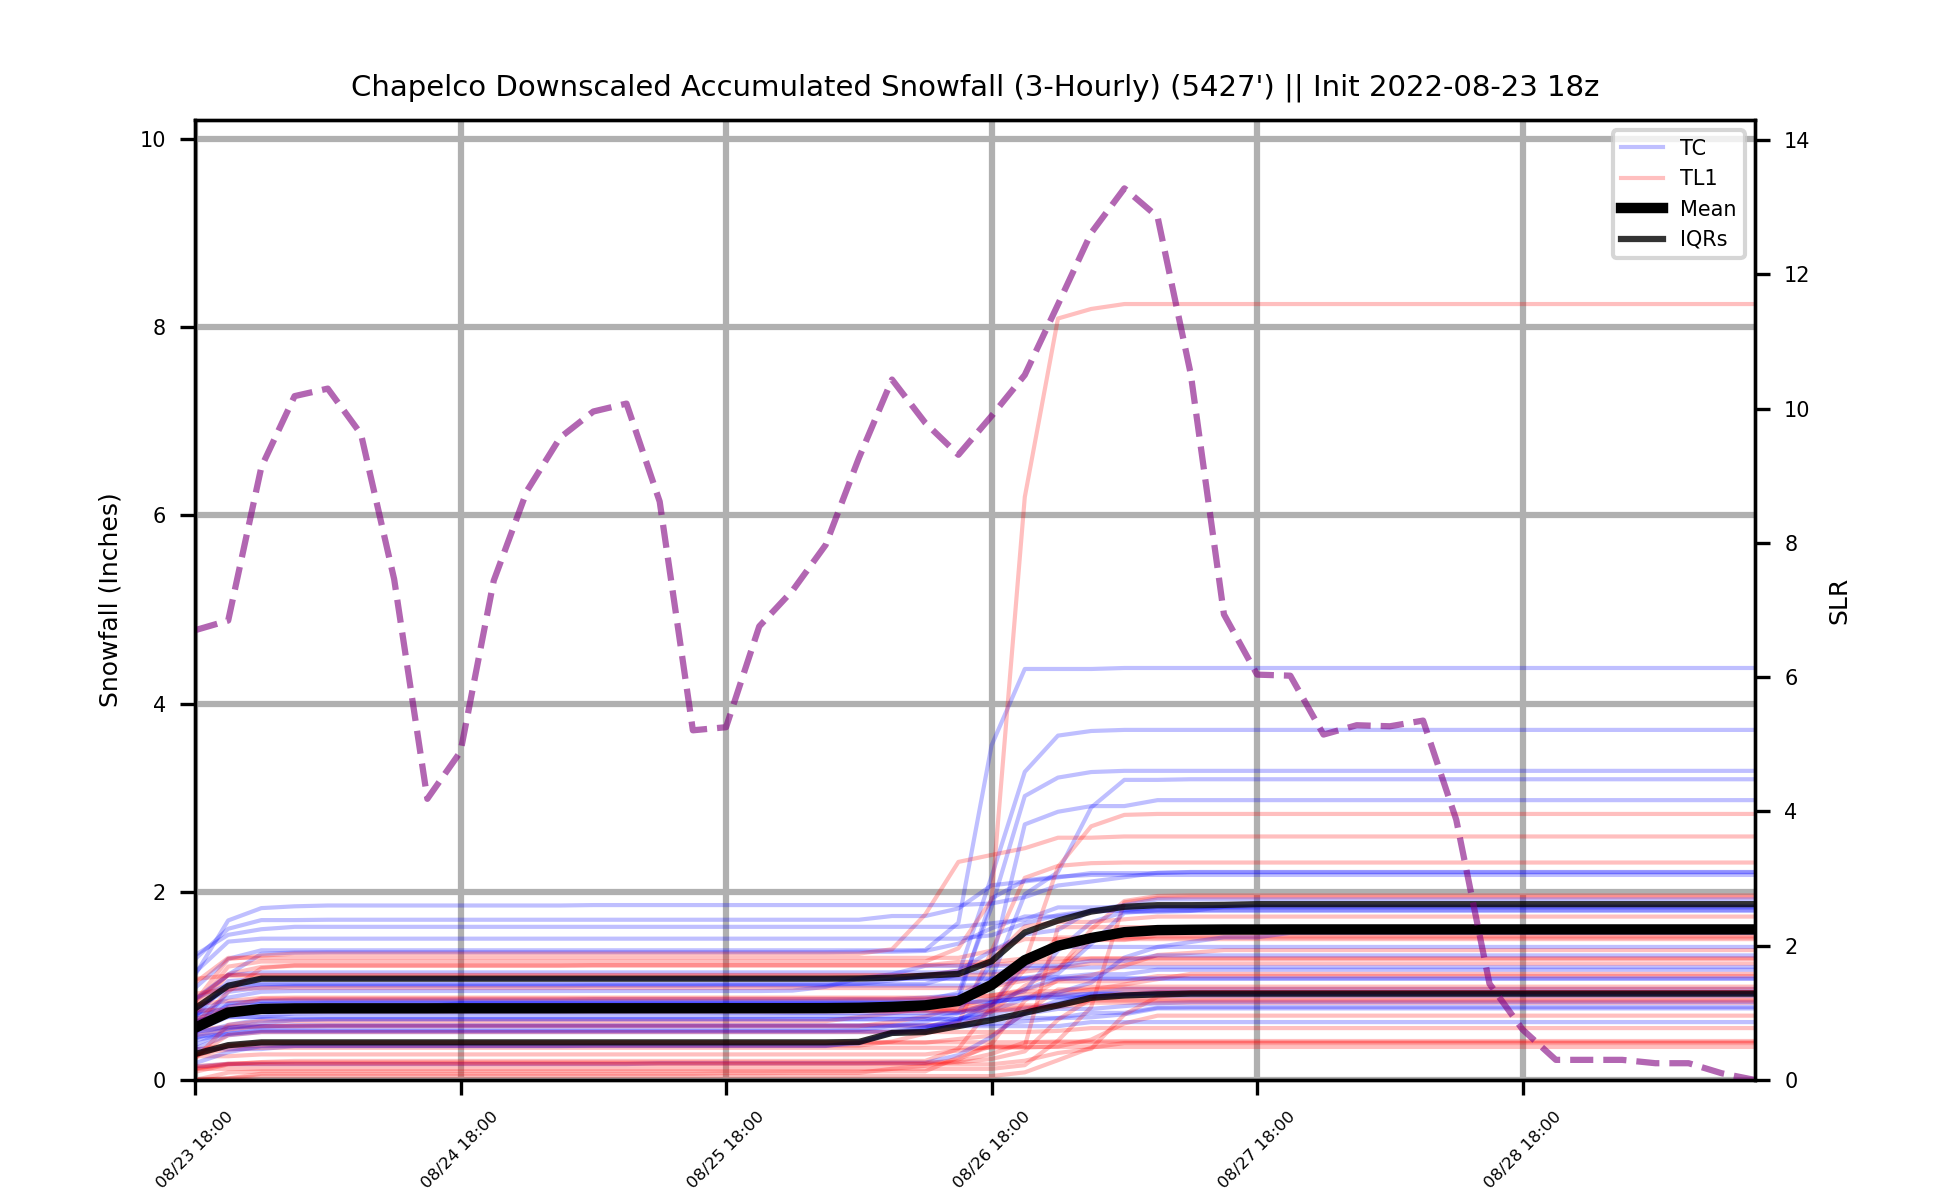 Chapelco Downscaled Accumulated Snowfall (3-Hourly) (5427') || Init 2022-08-23 18z
10
8
6
4
2
0
Snowfall (Inches)
14
12
10
8
6
4
2
0
SLR
TC
TL1
Mean
IQRs
08/23 18:00
08/24 18:00
08/25 18:00
08/26 18:00
08/27 18:00
08/28 18:00